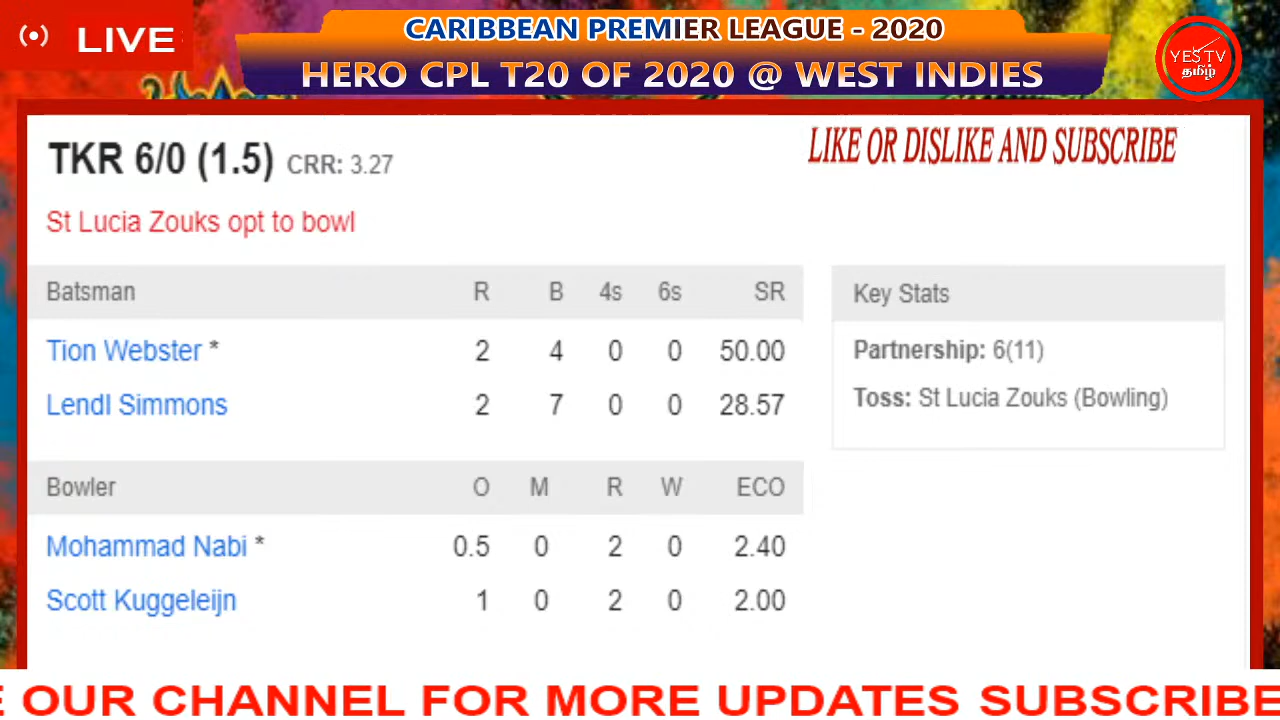 LIVE
CARIBBEAN PREMIER LEAGUE - 2020
HERO CPL T20 OF 2020 @ WEST INDIES
YES TV
தமிழ்
TKR 6/0 (1.5) CRR: 3.27
LIKE OR DISLIKE AND SUBSCRIBE
St Lucia Zouks opt to bowl
Batsman R B 4s 6s SR
Tion Webster * 2 4 0 0 50.00
Lendl Simmons 2 7 0 0 28.57
Key Stats
Partnership: 6(11)
Toss: St Lucia Zouks (Bowling)
Bowler O M R W ECO
Mohammad Nabi * 0.5 0 2 0 2.40
Scott Kuggeleijn 1 0 2 0 2.00
E OUR CHANNEL FOR MORE UPDATES SUBSCRIBE